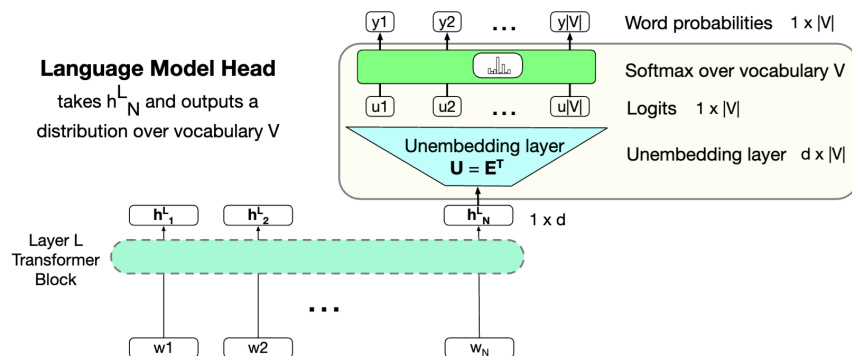 y1 y2 ... y|V| Word probabilities 1 x |V|
Language Model Head
takes h^L_N and outputs a
distribution over vocabulary V
Softmax over vocabulary V
u1 u2 ... u|V| Logits 1 x |V|
Unembedding layer
U = E^T
Unembedding layer d x |V|
h^L_1 h^L_2 h^L_N 1 x d
Layer L
Transformer
Block
...
w1 w2 w_N